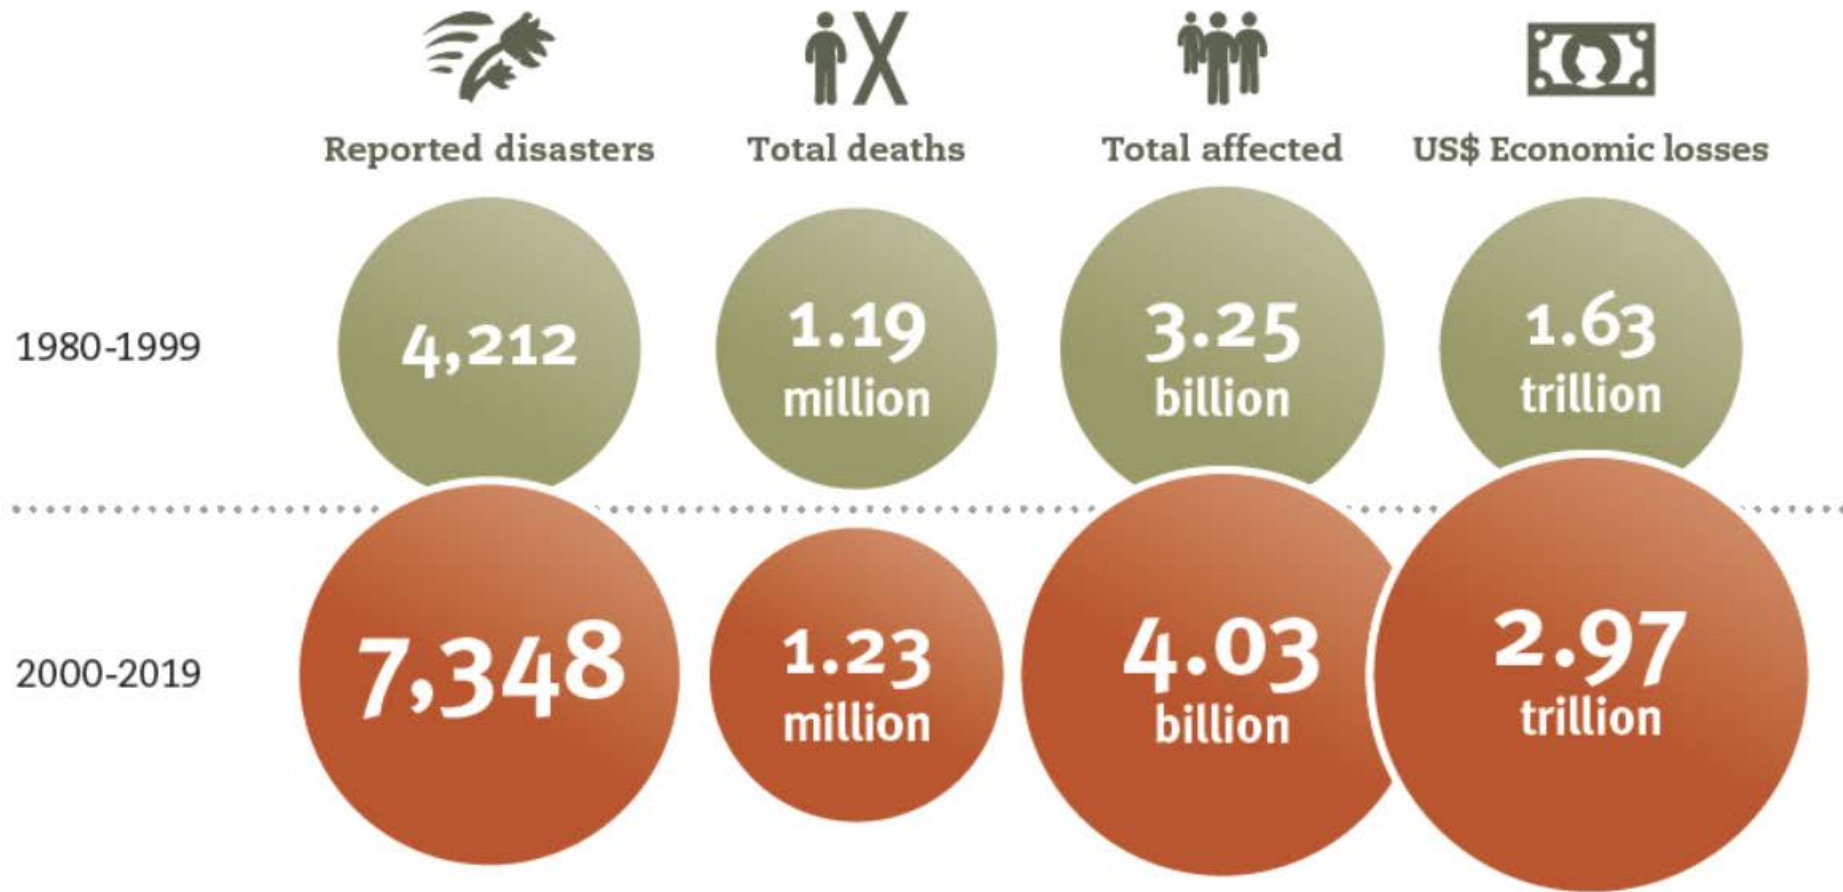 Reported disasters
Total deaths
Total affected
US$ Economic losses
1980-1999
4,212
1.19
million
3.25
billion
1.63
trillion
2000-2019
7,348
1.23
million
4.03
billion
2.97
trillion